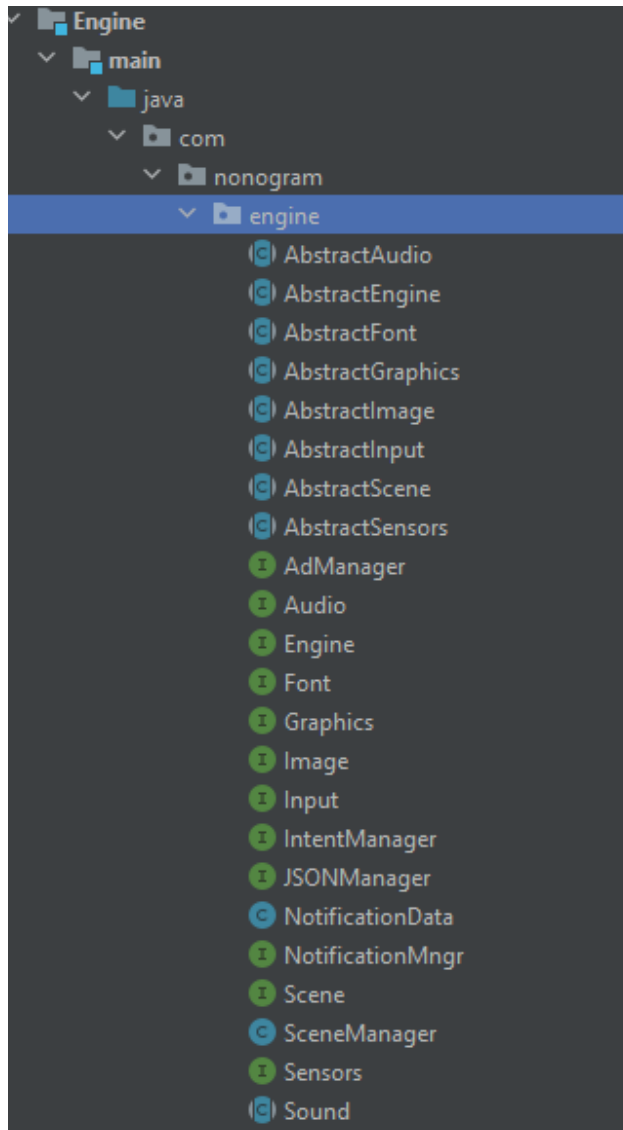 Engine
main
java
com
nonogram
engine
AbstractAudio
AbstractEngine
AbstractFont
AbstractGraphics
AbstractImage
AbstractInput
AbstractScene
AbstractSensors
AdManager
Audio
Engine
Font
Graphics
Image
Input
IntentManager
JSONManager
NotificationData
NotificationMngr
Scene
SceneManager
Sensors
Sound